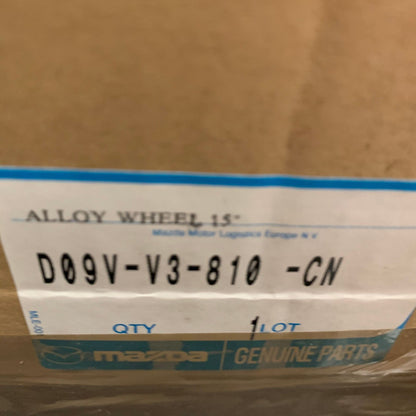 ALLOY WHEEL 15"
Mazda Motor Logistics Europe N.V
D09V-V3-810 -CN
QTY 1 LOT
mazda GENUINE PARTS